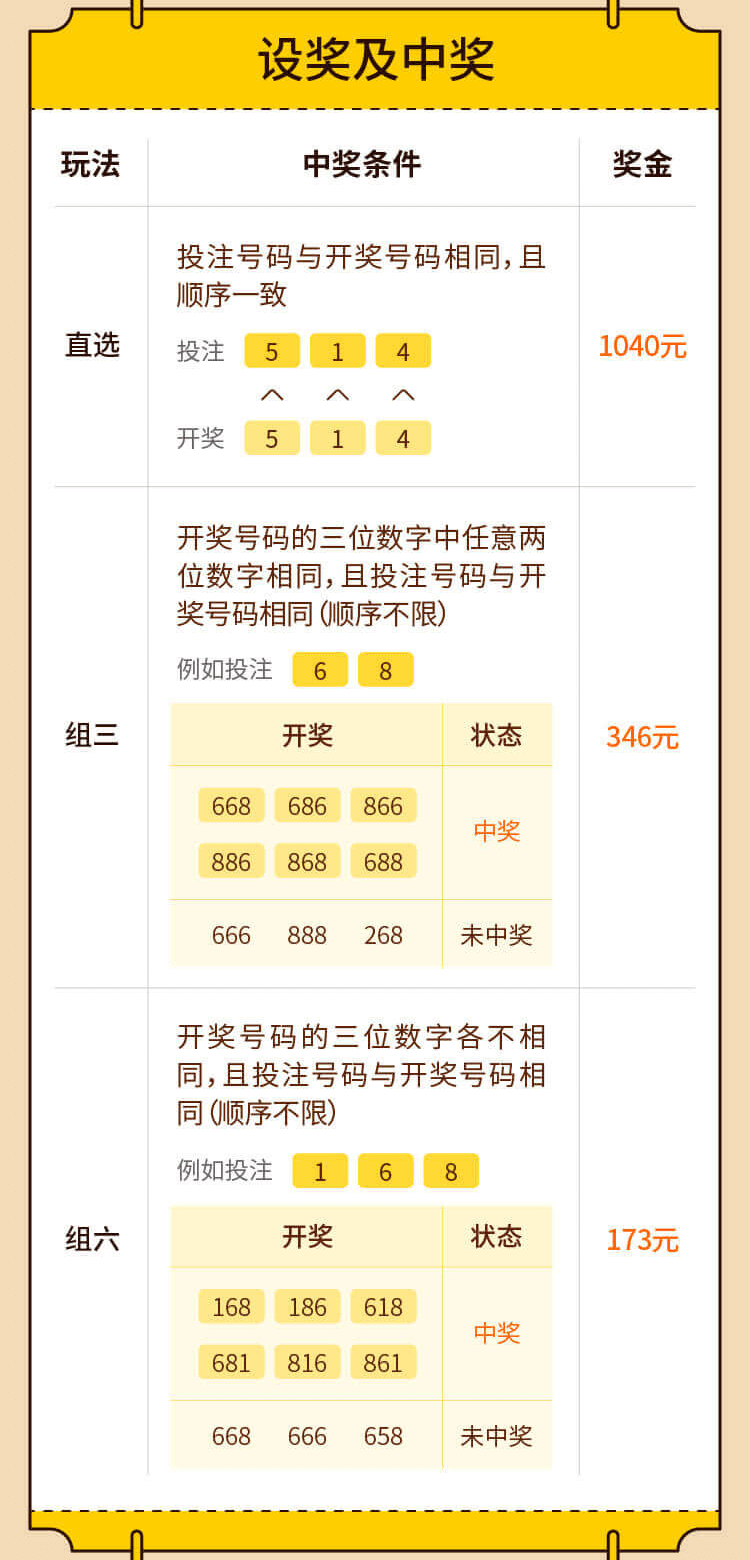 设奖及中奖
玩法 中奖条件 奖金
投注号码与开奖号码相同,且
顺序一致
直选
投注 5 1 4
1040元
开奖 5 1 4
开奖号码的三位数字中任意两
位数字相同,且投注号码与开
奖号码相同(顺序不限)
例如投注 6 8
组三
开奖 状态
346元
668 686 866
中奖
886 868 688
666 888 268 未中奖
开奖号码的三位数字各不相
同,且投注号码与开奖号码相
同(顺序不限)
例如投注 1 6 8
组六
开奖 状态
173元
168 186 618
中奖
681 816 861
668 666 658 未中奖